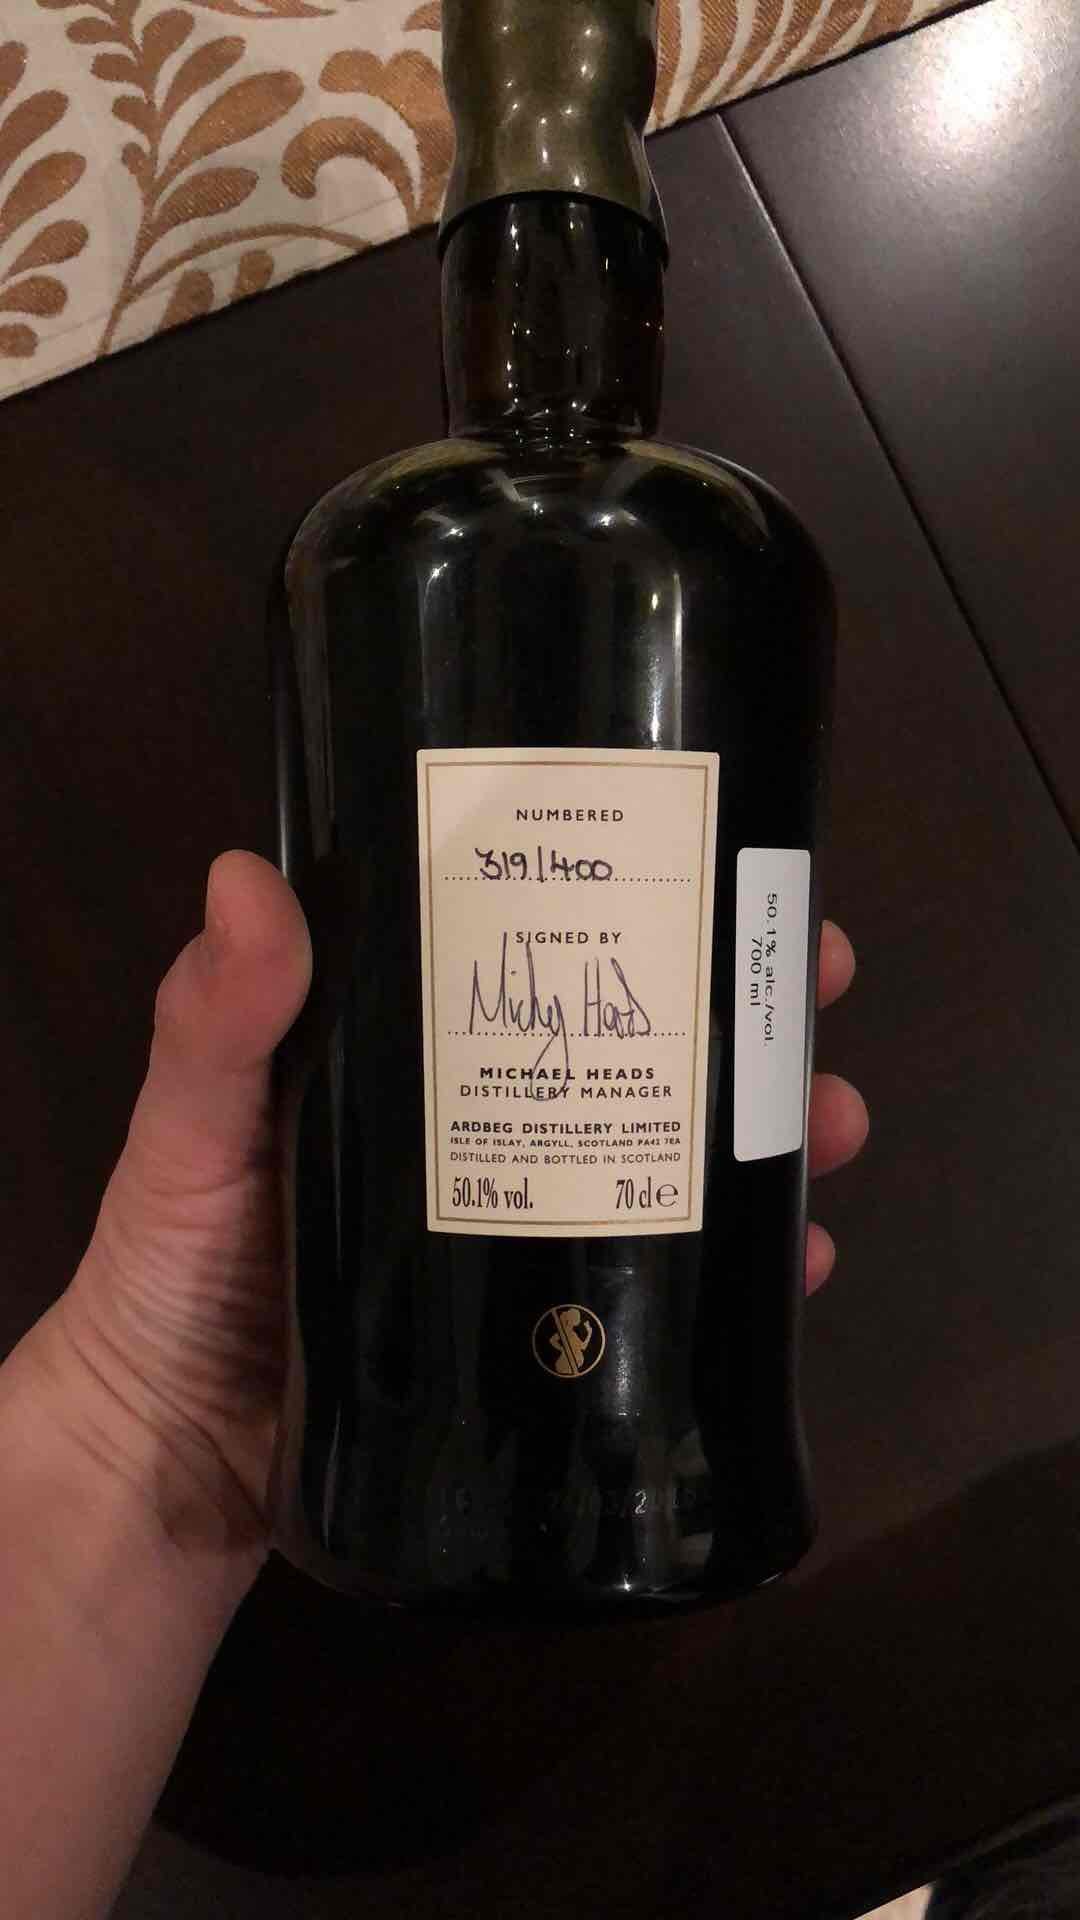 NUMBERED
319/400
SIGNED BY
Micky Heads
MICHAEL HEADS
DISTILLERY MANAGER
ARDBEG DISTILLERY LIMITED
ISLE OF ISLAY, ARGYLL, SCOTLAND PA42 7EA
DISTILLED AND BOTTLED IN SCOTLAND
50.1% vol. 70 cl e
50.1% alc./vol.
700 ml